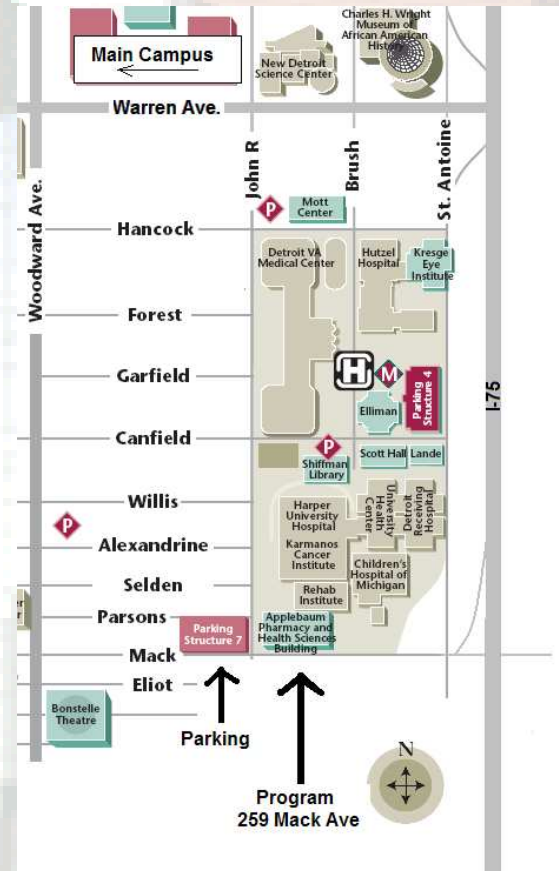 Charles H. Wright
Museum of
African American
History
Main Campus
New Detroit
Science Center
Warren Ave.
Woodward Ave.
John R
Brush
St. Antoine
I-75
P
Mott
Center
Hancock
Detroit VA
Medical Center
Hutzel
Hospital
Kresge
Eye
Institute
Forest
Garfield
H
M
Elliman
Parking
Structure 4
Canfield
P
Shiffman
Library
Scott Hall
Lande
Willis
P
Harper
University
Hospital
University
Health
Center
Detroit
Receiving
Hospital
Alexandrine
Karmanos
Cancer
Institute
Children's
Hospital of
Michigan
Selden
Rehab
Institute
Parsons
Parking
Structure 7
Applebaum
Pharmacy and
Health Sciences
Building
Mack
Eliot
Bonstelle
Theatre
Parking
Program
259 Mack Ave
N